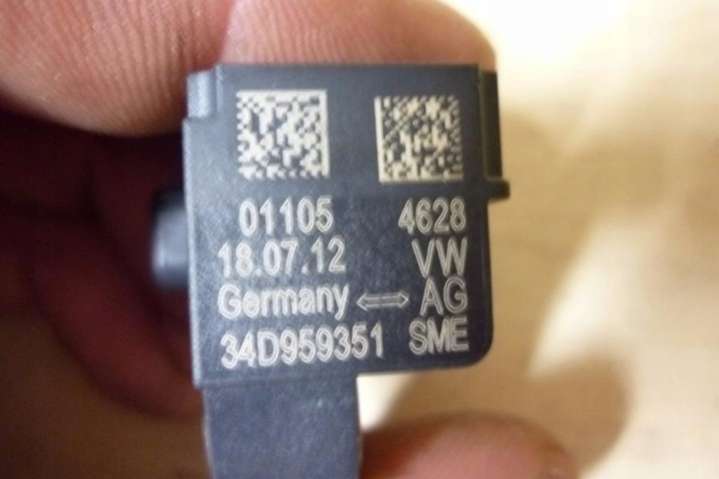 01105 4628
18.07.12 VW
Germany ⇔ AG
34D959351 SME